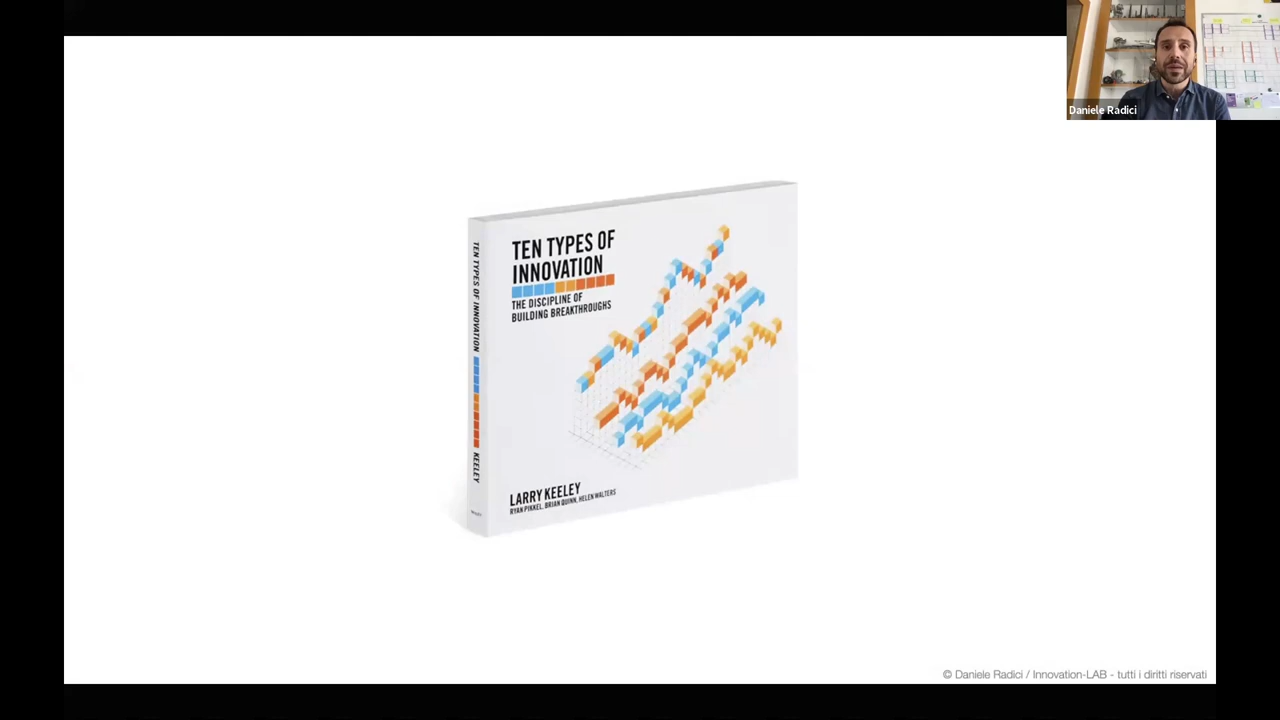 Daniele Radici
TEN TYPES OF INNOVATION
KEELEY
WILEY
TEN TYPES OF
INNOVATION
THE DISCIPLINE OF
BUILDING BREAKTHROUGHS
LARRY KEELEY
RYAN PIKKEL, BRIAN QUINN, HELEN WALTERS
© Daniele Radici / Innovation-LAB - tutti i diritti riservati